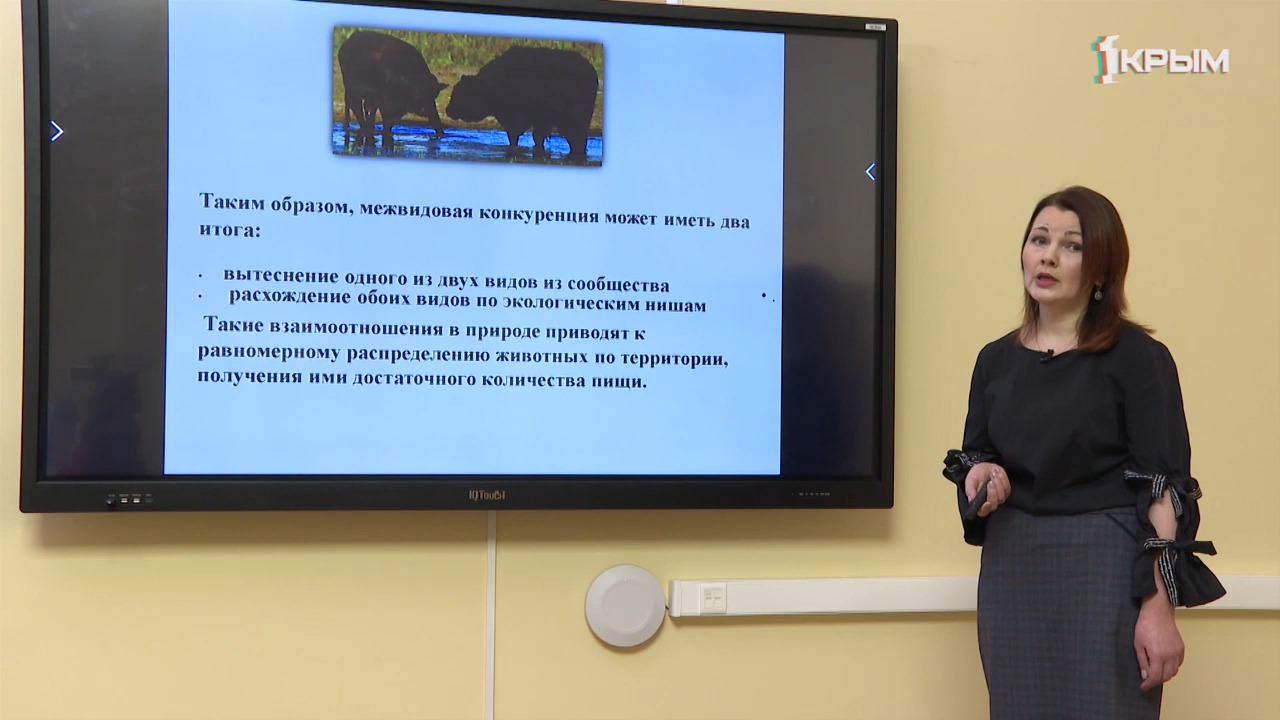 1КРЫМ
Таким образом, межвидовая конкуренция может иметь два
итога:
· вытеснение одного из двух видов из сообщества
· расхождение обоих видов по экологическим нишам
Такие взаимоотношения в природе приводят к
равномерному распределению животных по территории,
получения ими достаточного количества пищи.
IQTouch